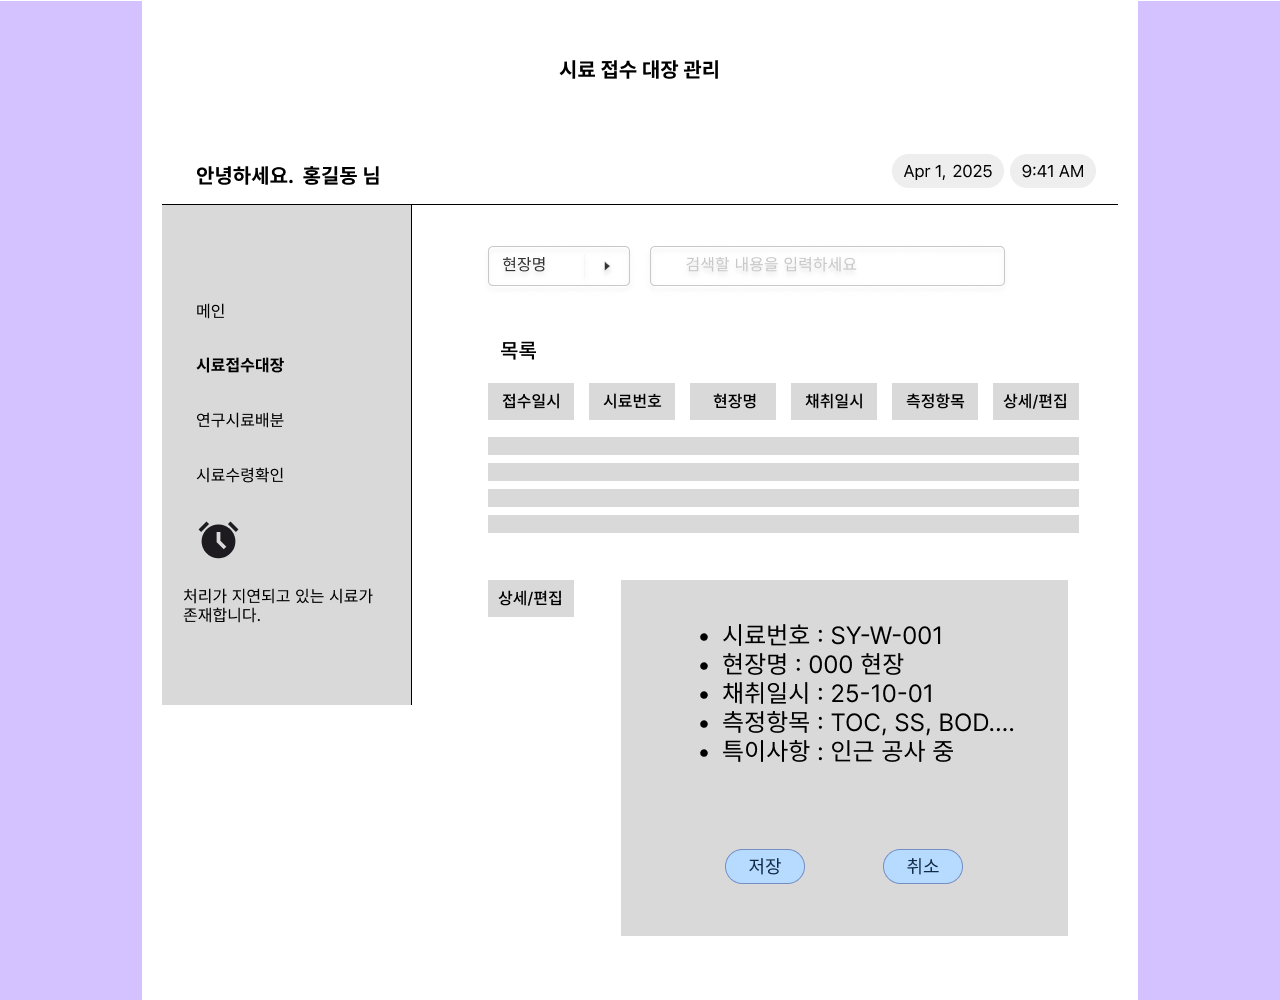 시료 접수 대장 관리
안녕하세요. 홍길동 님
Apr 1, 2025 9:41 AM
메인
시료접수대장
연구시료배분
시료수령확인
처리가 지연되고 있는 시료가
존재합니다.
현장명
검색할 내용을 입력하세요
목록
접수일시 시료번호 현장명 채취일시 측정항목 상세/편집
상세/편집
• 시료번호 : SY-W-001
• 현장명 : 000 현장
• 채취일시 : 25-10-01
• 측정항목 : TOC, SS, BOD....
• 특이사항 : 인근 공사 중
저장 취소